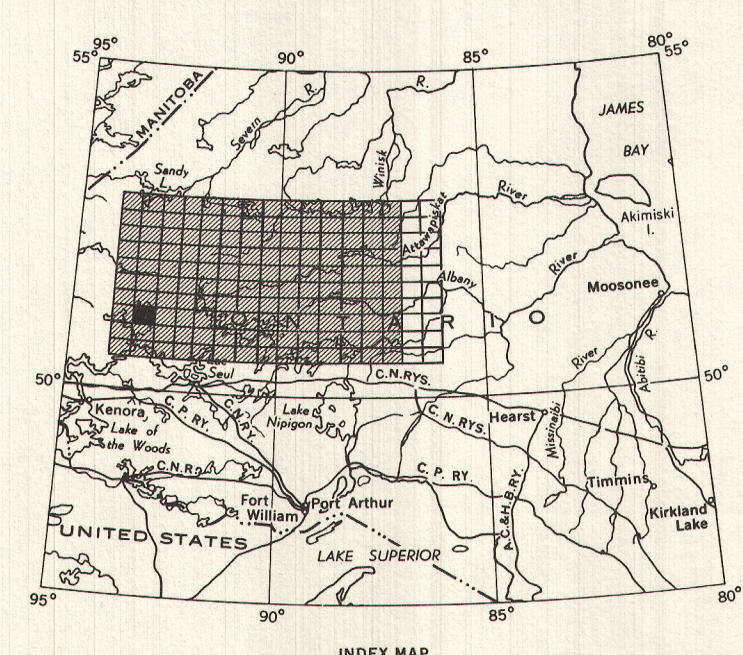 95°
55°
90°
85°
80°
55°
MANITOBA
Severn
R.
R.
Winisk
JAMES
BAY
Sandy
L.
River
Attawapiskat
Akimiski
I.
River
Albany
Moosonee
ONTARIO
Abitibi
R.
River
50°
Seul
C.N.RYS.
50°
Kenora
C. P. RY.
C.N.RY.
Lake
Nipigon
C. N. RYS.
Hearst
Missinaibi
Lake of
the Woods
C.N.R.
C. P. RY.
Timmins
Fort
William
Port Arthur
A.C.& H.B.RY.
Kirkland
Lake
UNITED STATES
LAKE SUPERIOR
95°
90°
85°
80°
INDEX MAP